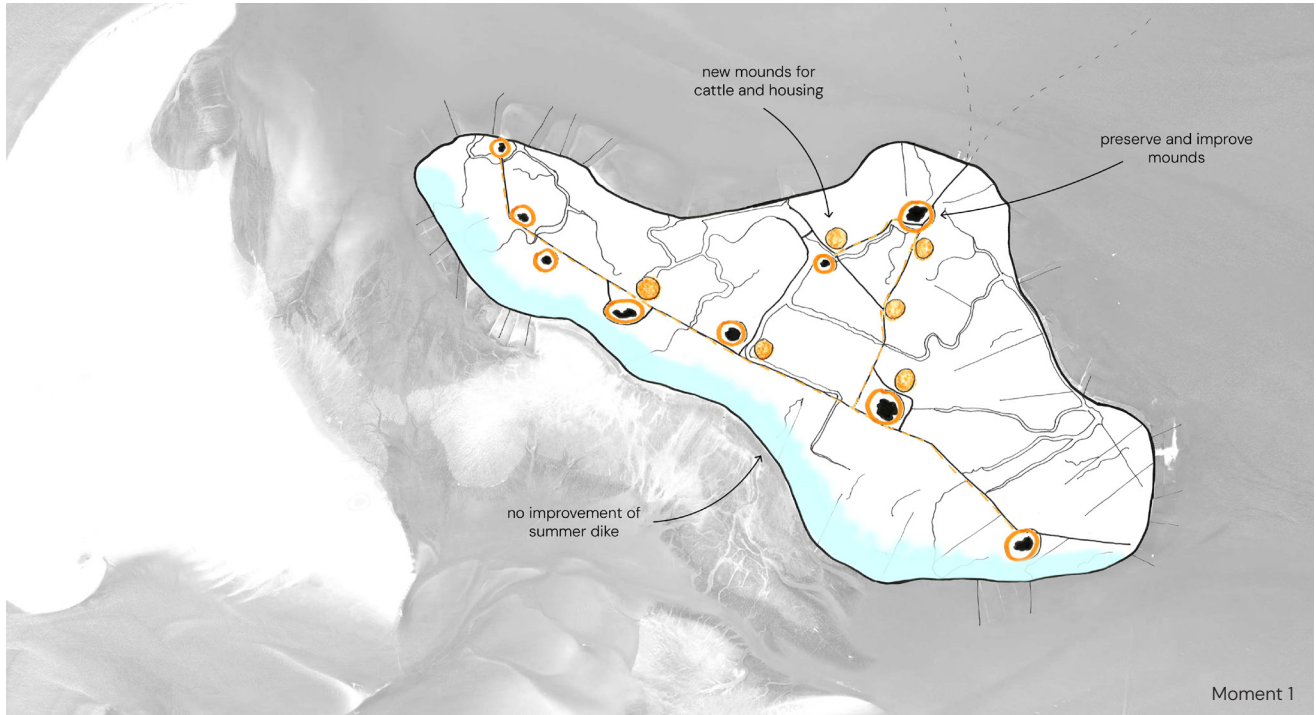 new mounds for
cattle and housing
preserve and improve
mounds
no improvement of
summer dike
Moment 1